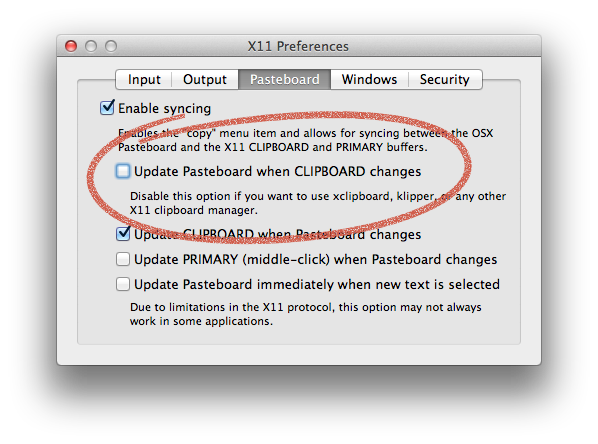 X11 Preferences
Input Output Pasteboard Windows Security
Enable syncing
Enables the "copy" menu item and allows for syncing between the OSX
Pasteboard and the X11 CLIPBOARD and PRIMARY buffers.
Update Pasteboard when CLIPBOARD changes
Disable this option if you want to use xclipboard, klipper, or any other
X11 clipboard manager.
Update CLIPBOARD when Pasteboard changes
Update PRIMARY (middle-click) when Pasteboard changes
Update Pasteboard immediately when new text is selected
Due to limitations in the X11 protocol, this option may not always
work in some applications.